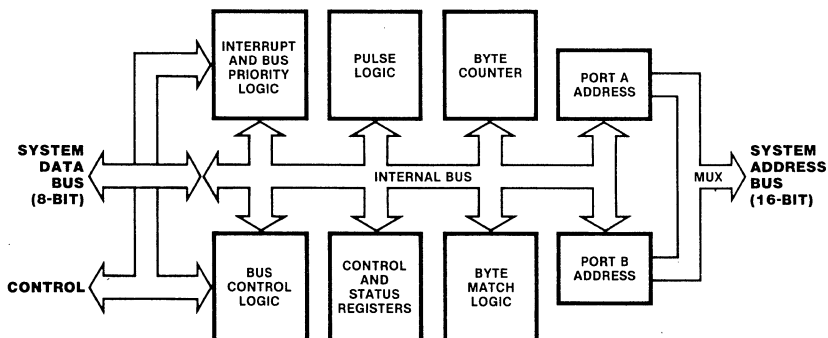 INTERRUPT
AND BUS
PRIORITY
LOGIC
PULSE
LOGIC
BYTE
COUNTER
PORT A
ADDRESS
SYSTEM
DATA
BUS
(8-BIT)
INTERNAL BUS
MUX
SYSTEM
ADDRESS
BUS
(16-BIT)
CONTROL
BUS
CONTROL
LOGIC
CONTROL
AND
STATUS
REGISTERS
BYTE
MATCH
LOGIC
PORT B
ADDRESS